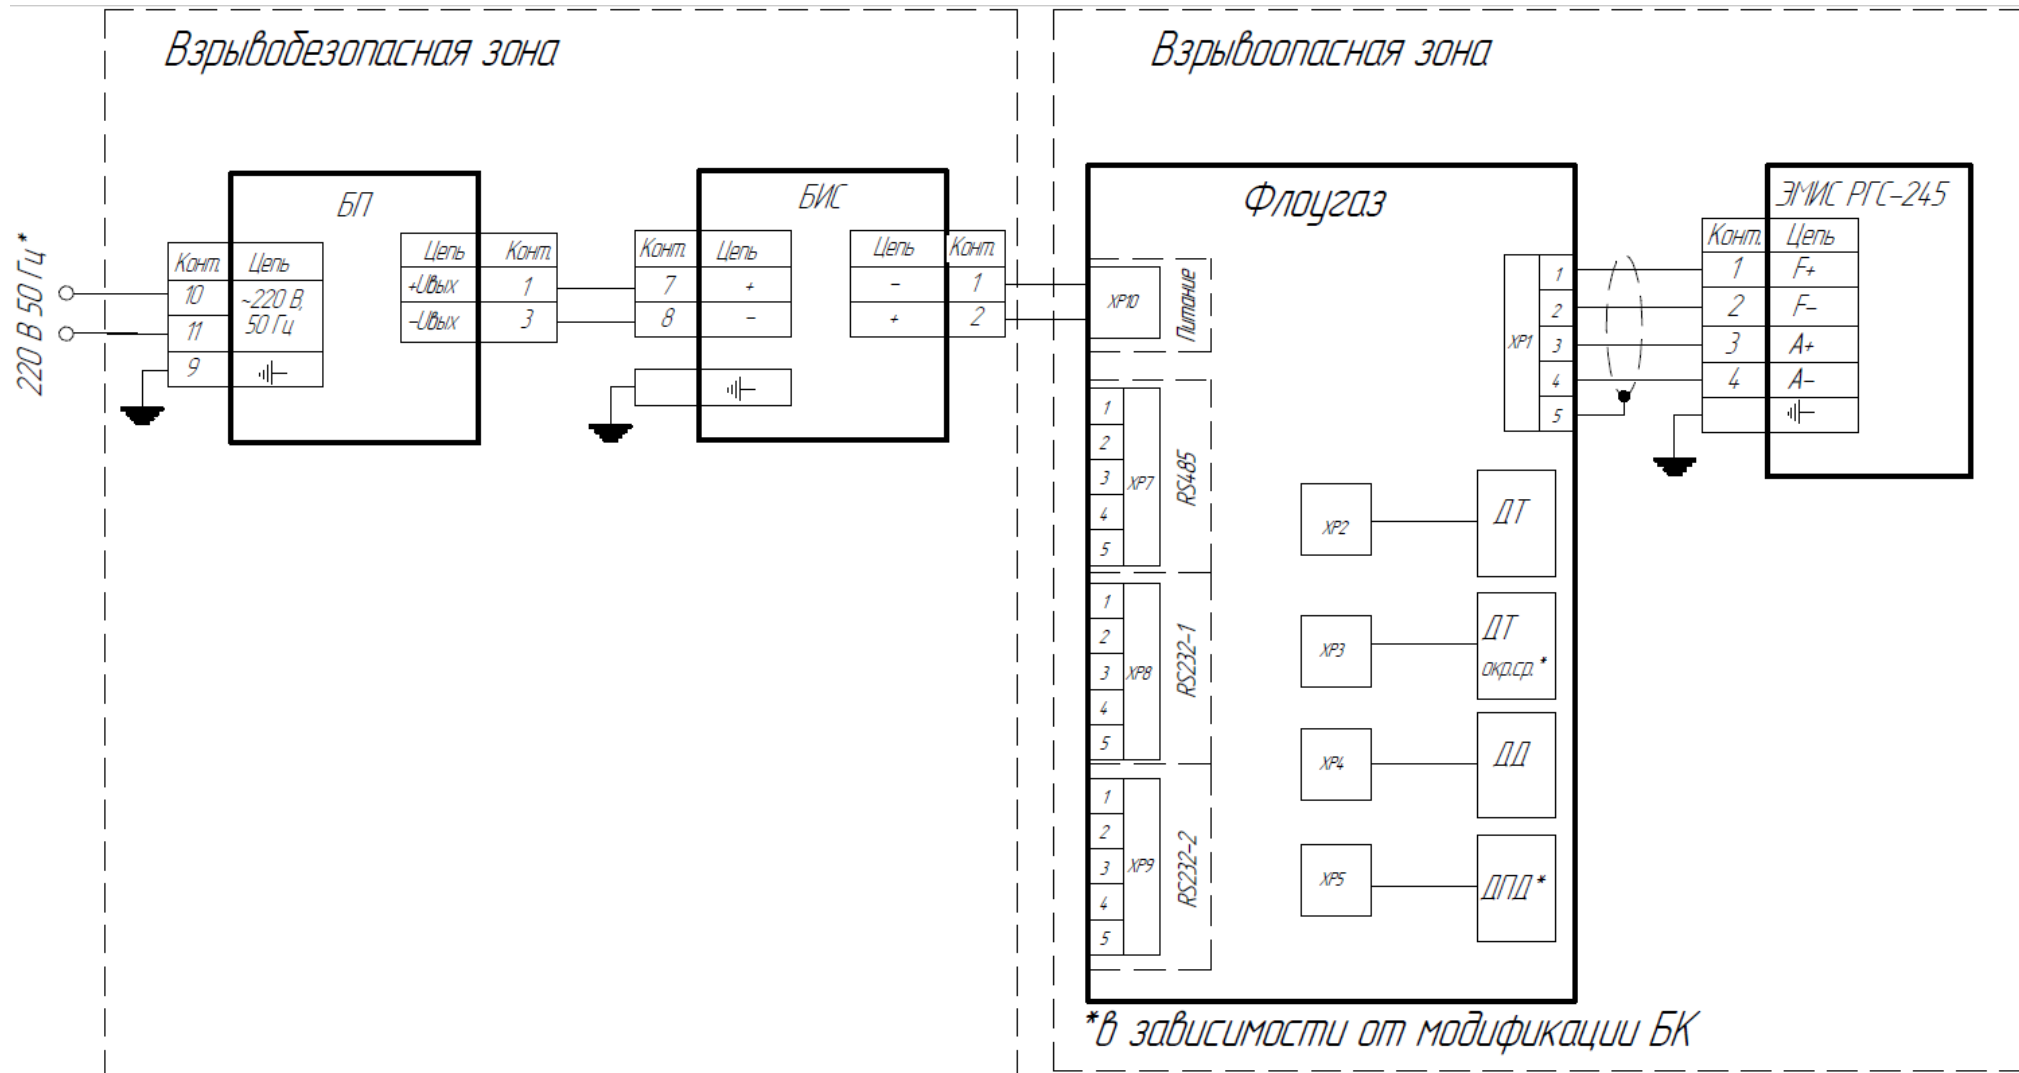 Взрывобезопасная зона
Взрывоопасная зона
220 В 50 Гц*
БП
Конт. Цепь
10 ~220 В,
11 50 Гц
9
Цепь Конт.
+Uвых 1
-Uвых 3
БИС
Конт. Цепь
7 +
8 -
Цепь Конт.
- 1
+ 2
Флоугаз
XP10
Питание
1
2
3
4
5
XP7
RS485
1
2
3
4
5
XP8
RS232-1
1
2
3
4
5
XP9
RS232-2
XP1
1
2
3
4
5
XP2
ДТ
XP3
ДТ
окр.ср.*
XP4
ДД
XP5
ДПД*
ЭМИС РГС-245
Конт. Цепь
1 F+
2 F-
3 A+
4 A-
*в зависимости от модификации БК